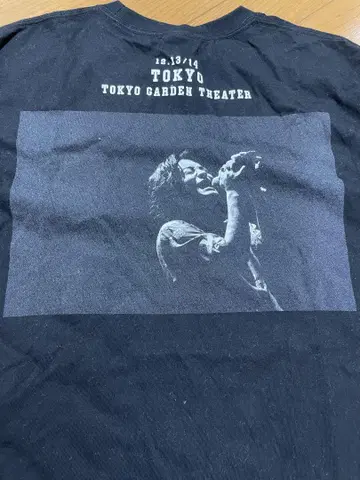 12.13/14
TOKYO
TOKYO GARDEN THEATER